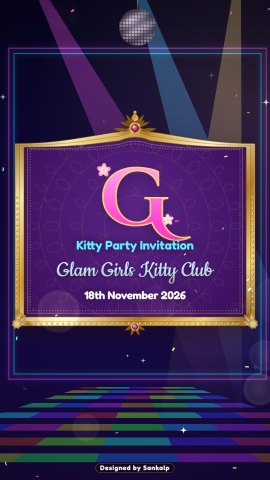 G
Kitty Party Invitation
Glam Girls Kitty Club
18th November 2026
Designed by Sankalp